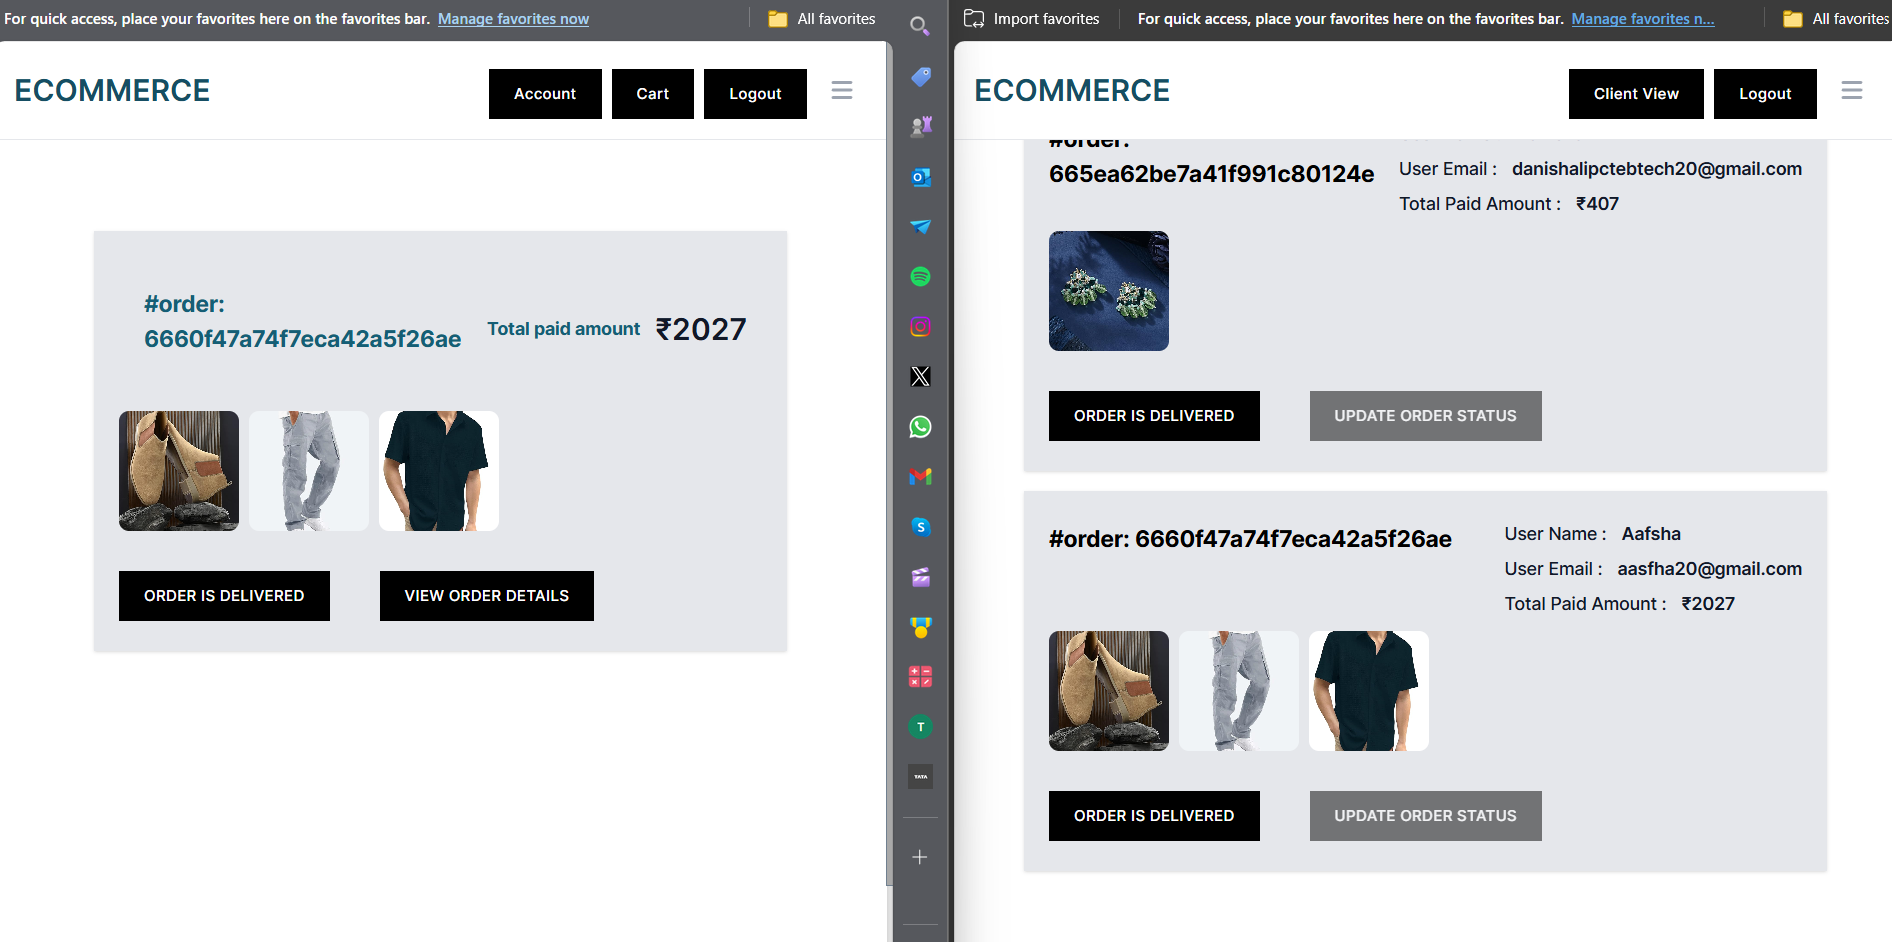 For quick access, place your favorites here on the favorites bar. Manage favorites now
All favorites
ECOMMERCE
Account
Cart
Logout
#order:
6660f47a74f7eca42a5f26ae
Total paid amount
₹2027
ORDER IS DELIVERED
VIEW ORDER DETAILS
T
TATA
Import favorites
For quick access, place your favorites here on the favorites bar. Manage favorites n...
All favorites
ECOMMERCE
Client View
Logout
#order:
665ea62be7a41f991c80124e
User Email : danishalipctebtech20@gmail.com
Total Paid Amount : ₹407
ORDER IS DELIVERED
UPDATE ORDER STATUS
#order: 6660f47a74f7eca42a5f26ae
User Name : Aafsha
User Email : aasfha20@gmail.com
Total Paid Amount : ₹2027
ORDER IS DELIVERED
UPDATE ORDER STATUS